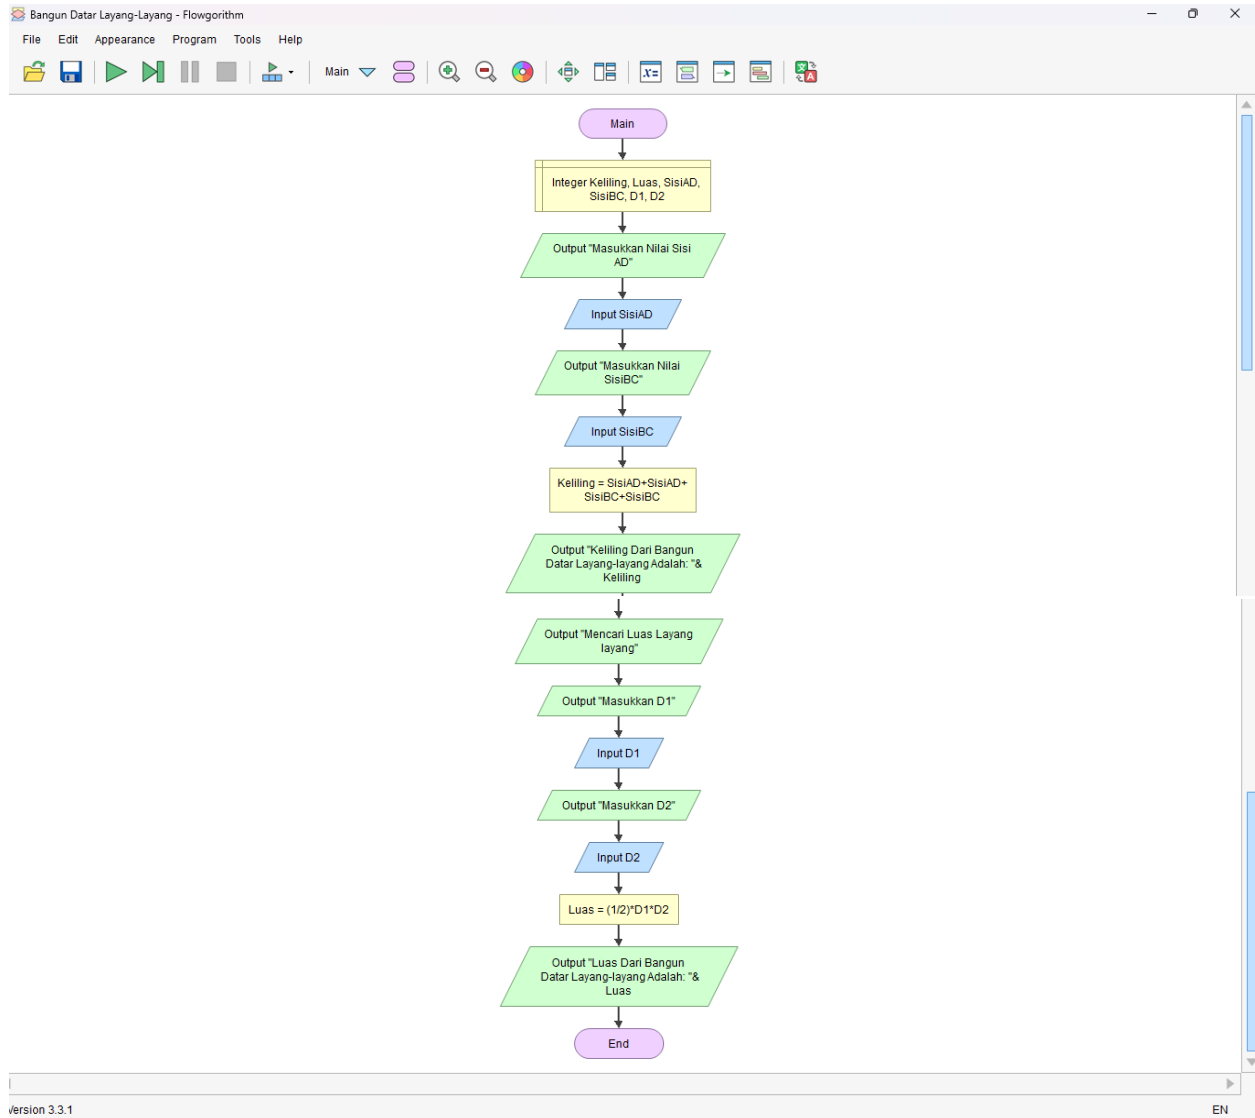 Bangun Datar Layang-Layang - Flowgorithm
File Edit Appearance Program Tools Help
Main
x=
文
A
Main
Integer Keliling, Luas, SisiAD,
SisiBC, D1, D2
Output "Masukkan Nilai Sisi
AD"
Input SisiAD
Output "Masukkan Nilai
SisiBC"
Input SisiBC
Keliling = SisiAD+SisiAD+
SisiBC+SisiBC
Output "Keliling Dari Bangun
Datar Layang-layang Adalah: "&
Keliling
Output "Mencari Luas Layang
layang"
Output "Masukkan D1"
Input D1
Output "Masukkan D2"
Input D2
Luas = (1/2)*D1*D2
Output "Luas Dari Bangun
Datar Layang-layang Adalah: "&
Luas
End
Version 3.3.1 EN